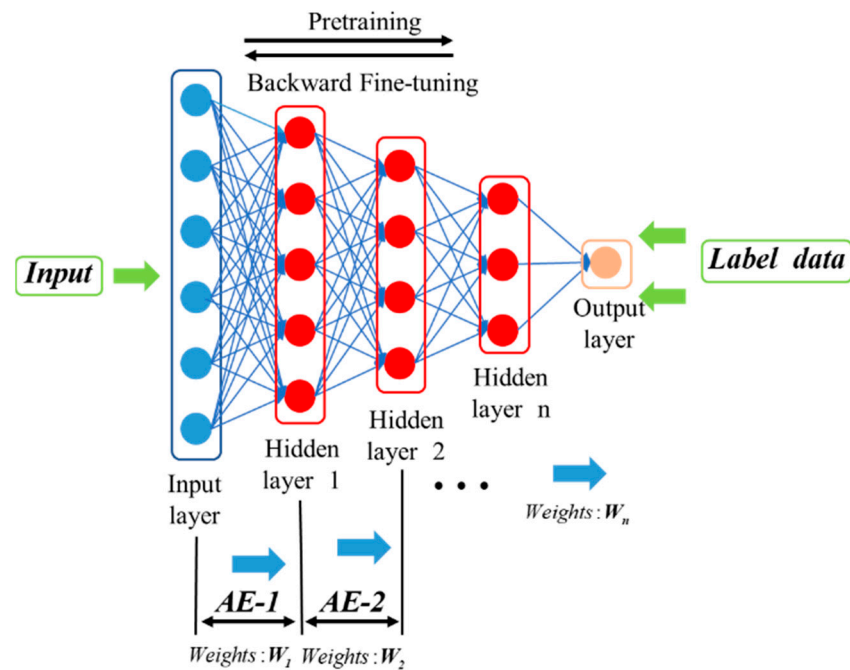 Pretraining
Backward Fine-tuning
Input
Label data
Output
layer
Hidden
layer n
Hidden
layer 2
Hidden
layer 1
Input
layer
• • •
Weights: Wn
AE-1
AE-2
Weights: W1
Weights: W2